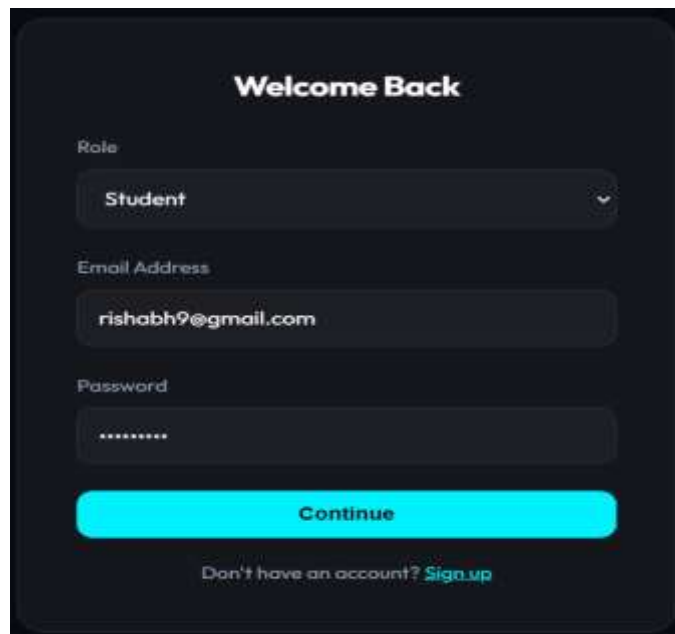 Welcome Back
Role
Student
Email Address
rishabh9@gmail.com
Password
•••••••••
Continue
Don't have an account? Sign up